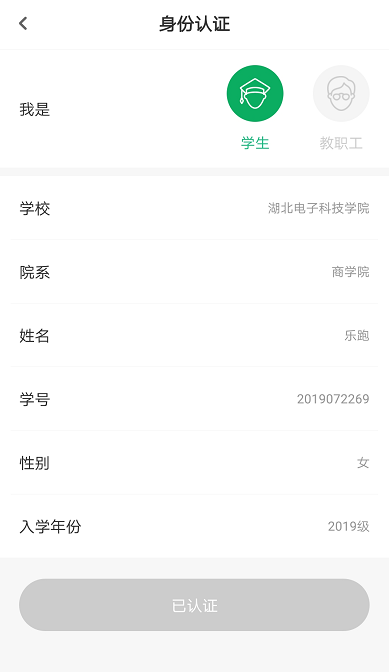 身份认证
我是
学生 教职工
学校 湖北电子科技学院
院系 商学院
姓名 乐跑
学号 2019072269
性别 女
入学年份 2019级
已认证